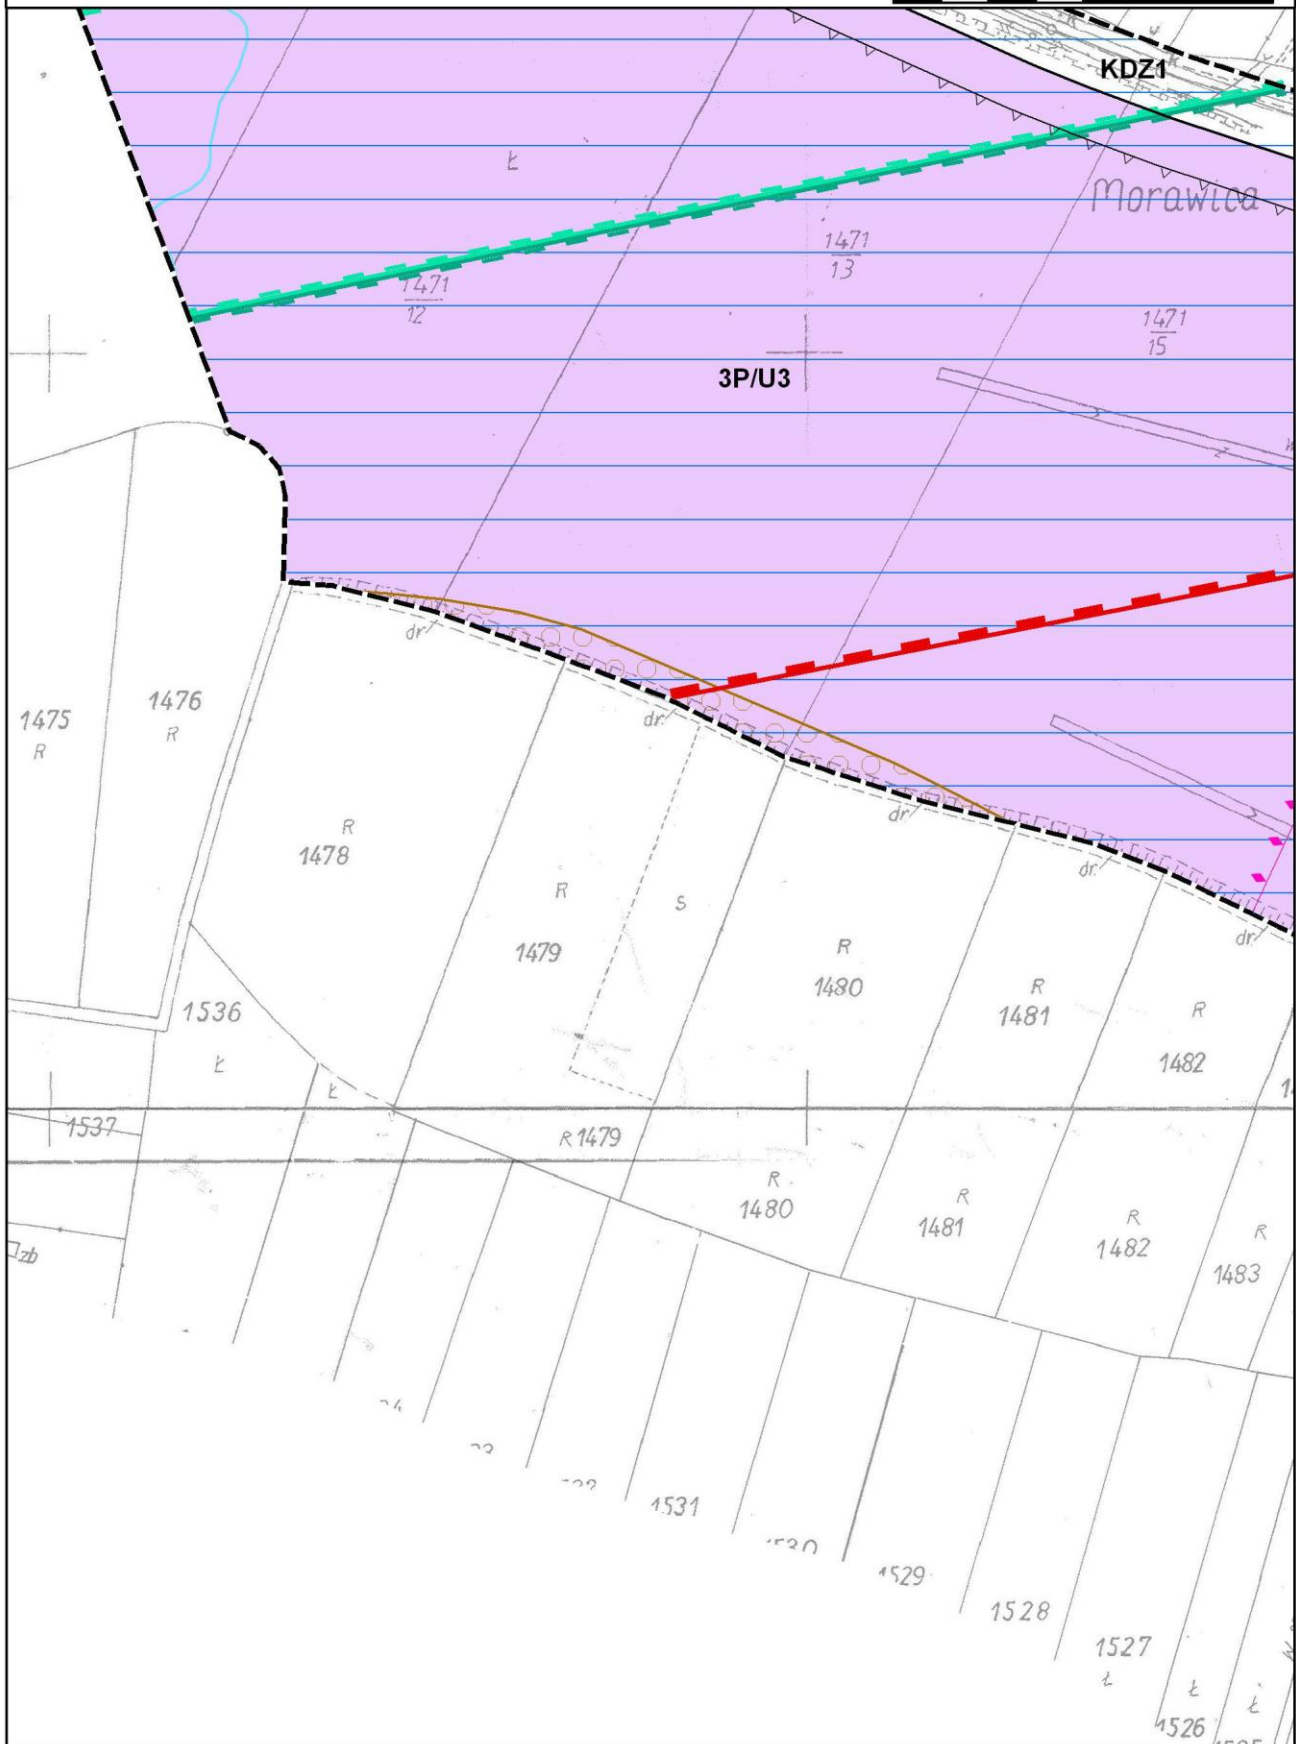 KDZ1
Ł
Morawica
1471
13
1471
12
1471
15
3P/U3
dr.
1475
R
1476
R
dr.
R
1478
dr.
dr.
R
1479
S
R
1480
dr.
R
1481
R
1482
1536
Ł
Ł
1537
R 1479
R
1480
R
1481
R
1482
R
1483
zb
1531
1529
1528
1527
Ł
Ł
1526
Ł